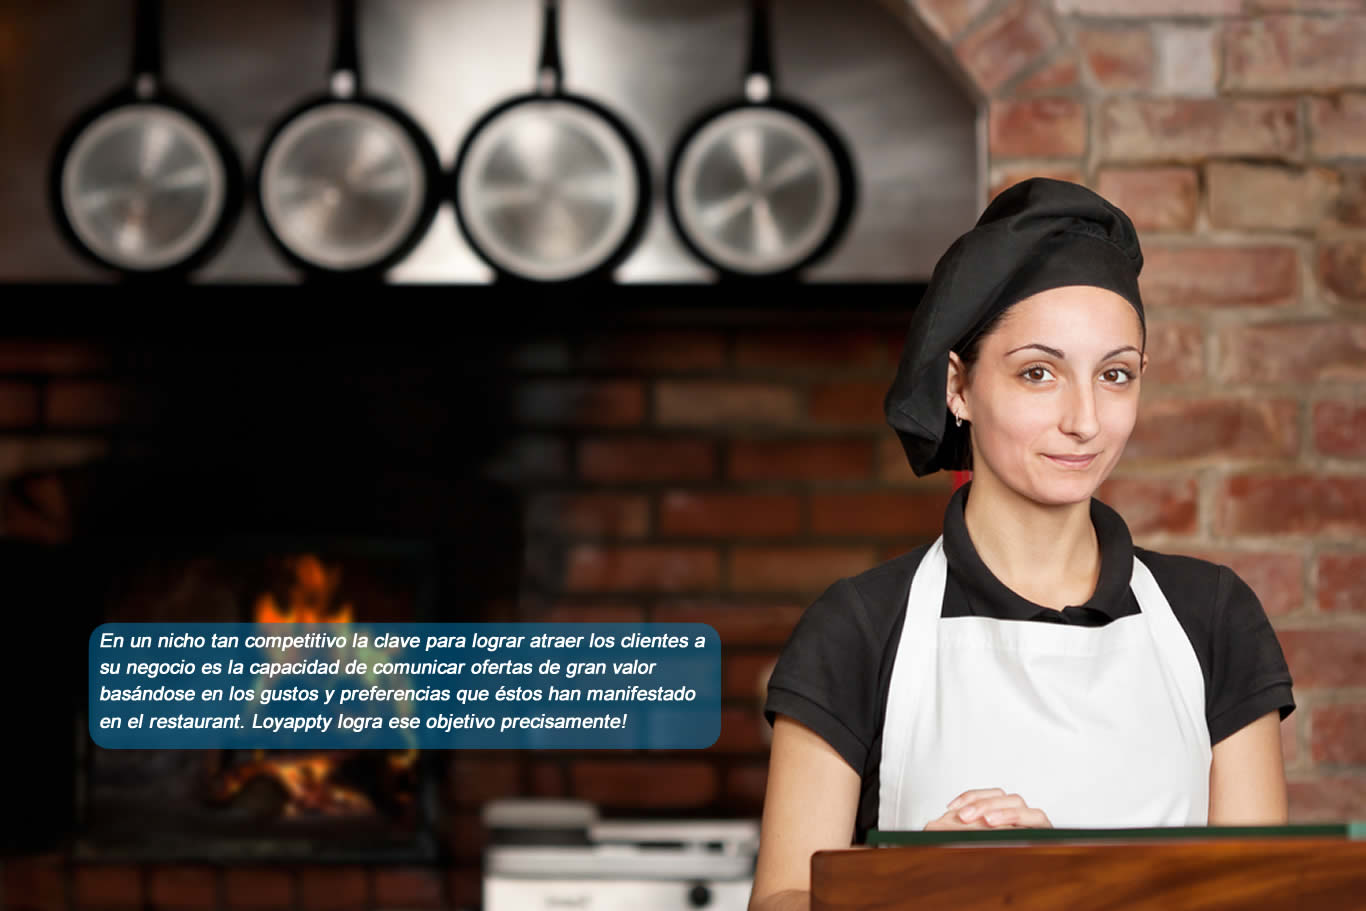 En un nicho tan competitivo la clave para lograr atraer los clientes a
su negocio es la capacidad de comunicar ofertas de gran valor
basándose en los gustos y preferencias que éstos han manifestado
en el restaurant. Loyappty logra ese objetivo precisamente!